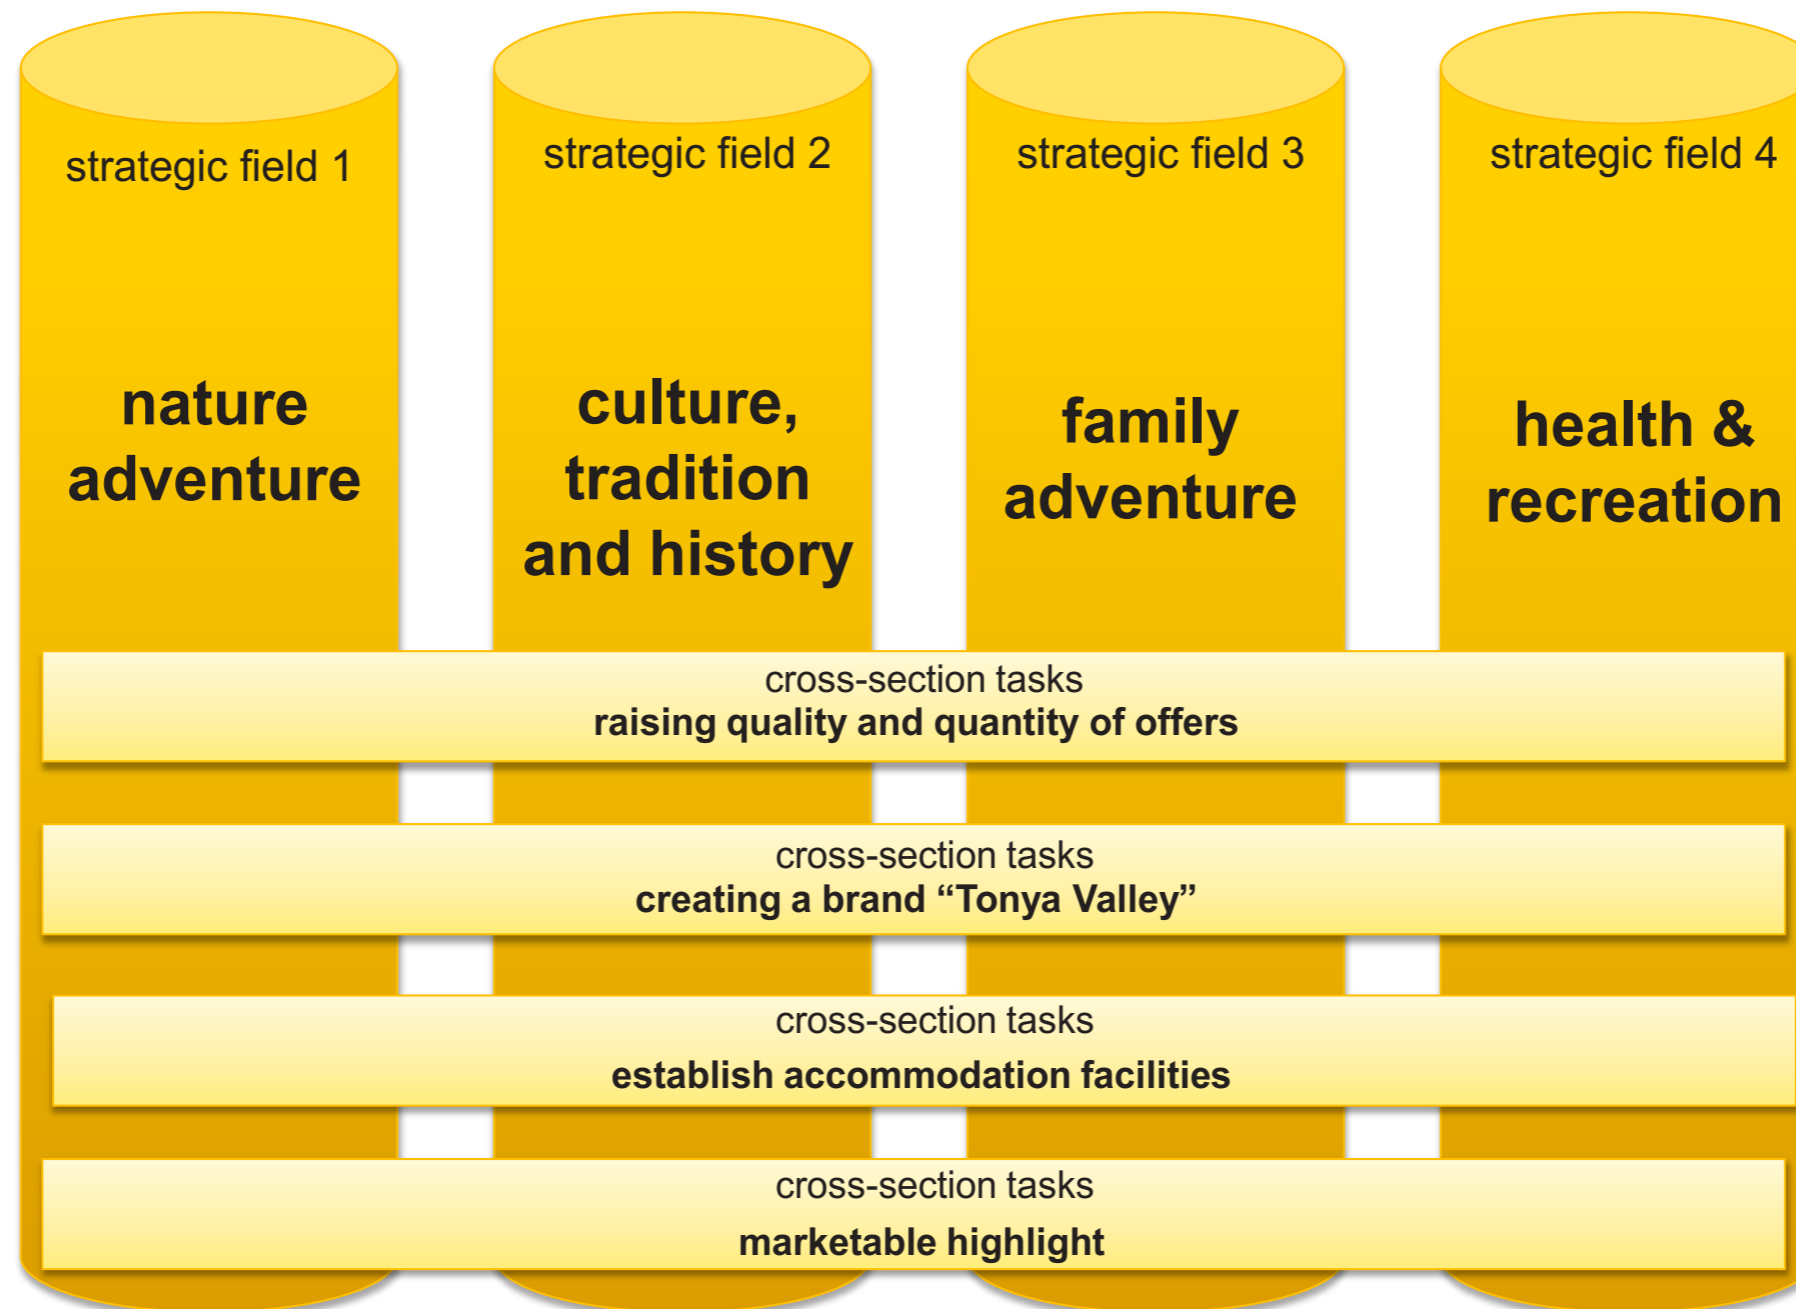 strategic field 1
nature
adventure
strategic field 2
culture,
tradition
and history
strategic field 3
family
adventure
strategic field 4
health &
recreation
cross-section tasks
raising quality and quantity of offers
cross-section tasks
creating a brand “Tonya Valley”
cross-section tasks
establish accommodation facilities
cross-section tasks
marketable highlight